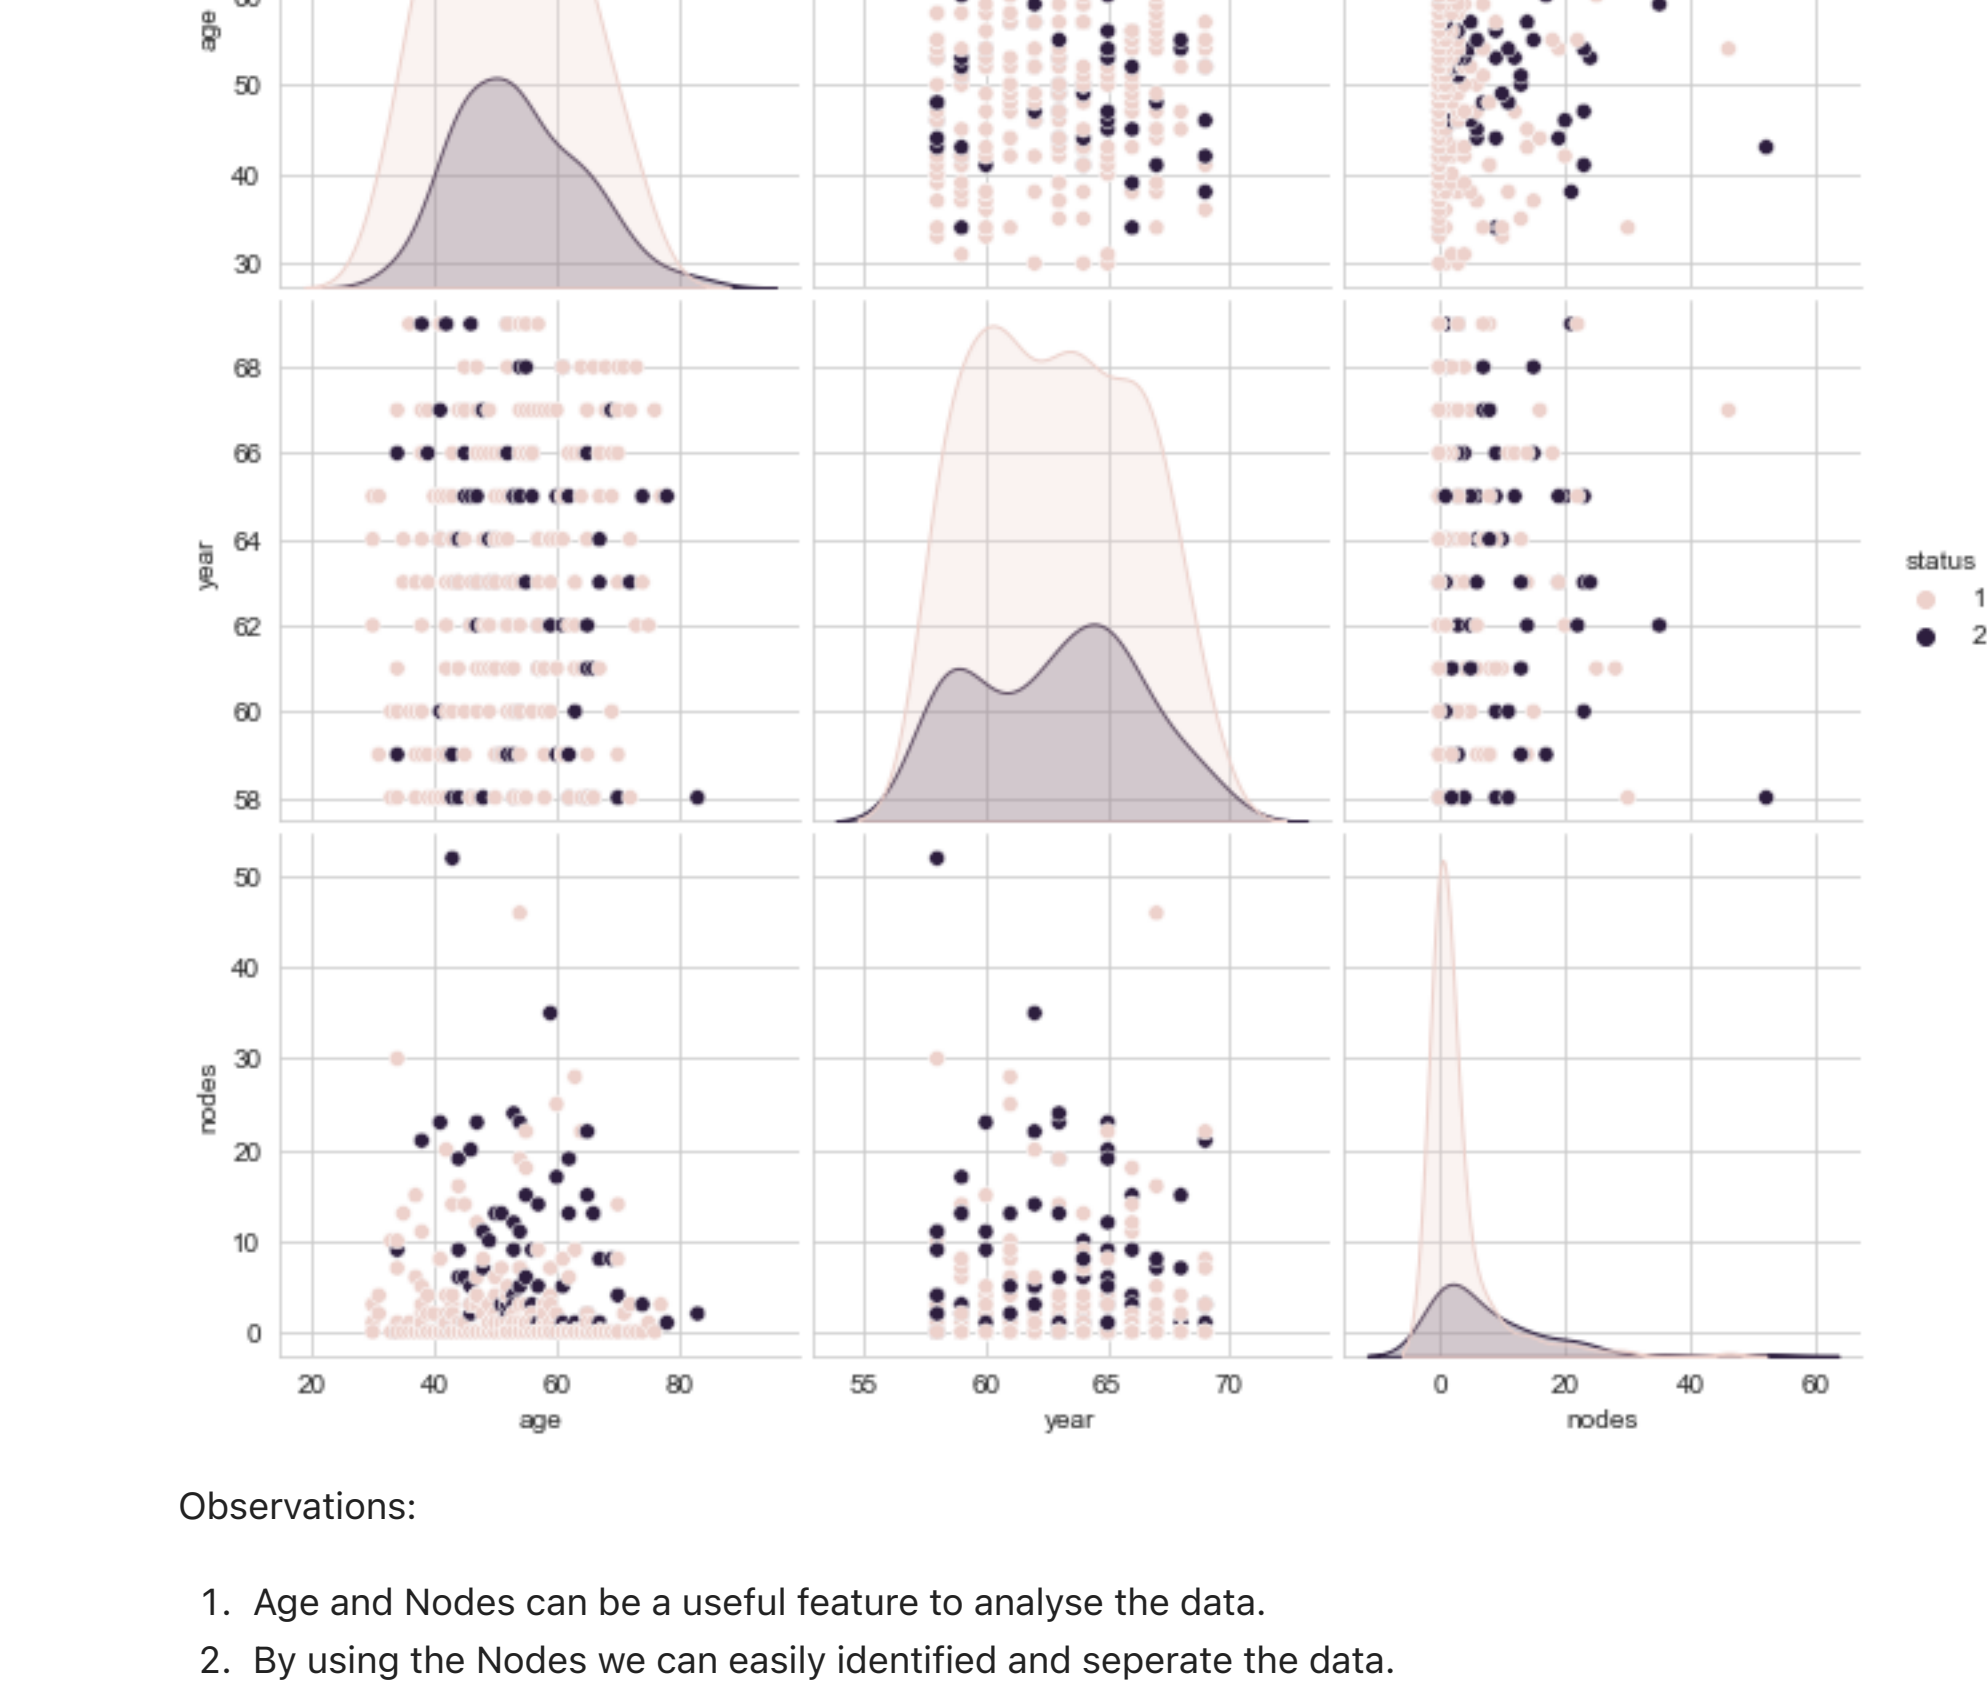 age
50
40
30
68
66
64
62
60
58
year
status
1
2
50
40
30
20
10
0
nodes
20 40 60 80 55 60 65 70 0 20 40 60
age year nodes
Observations:
1. Age and Nodes can be a useful feature to analyse the data.
2. By using the Nodes we can easily identified and seperate the data.